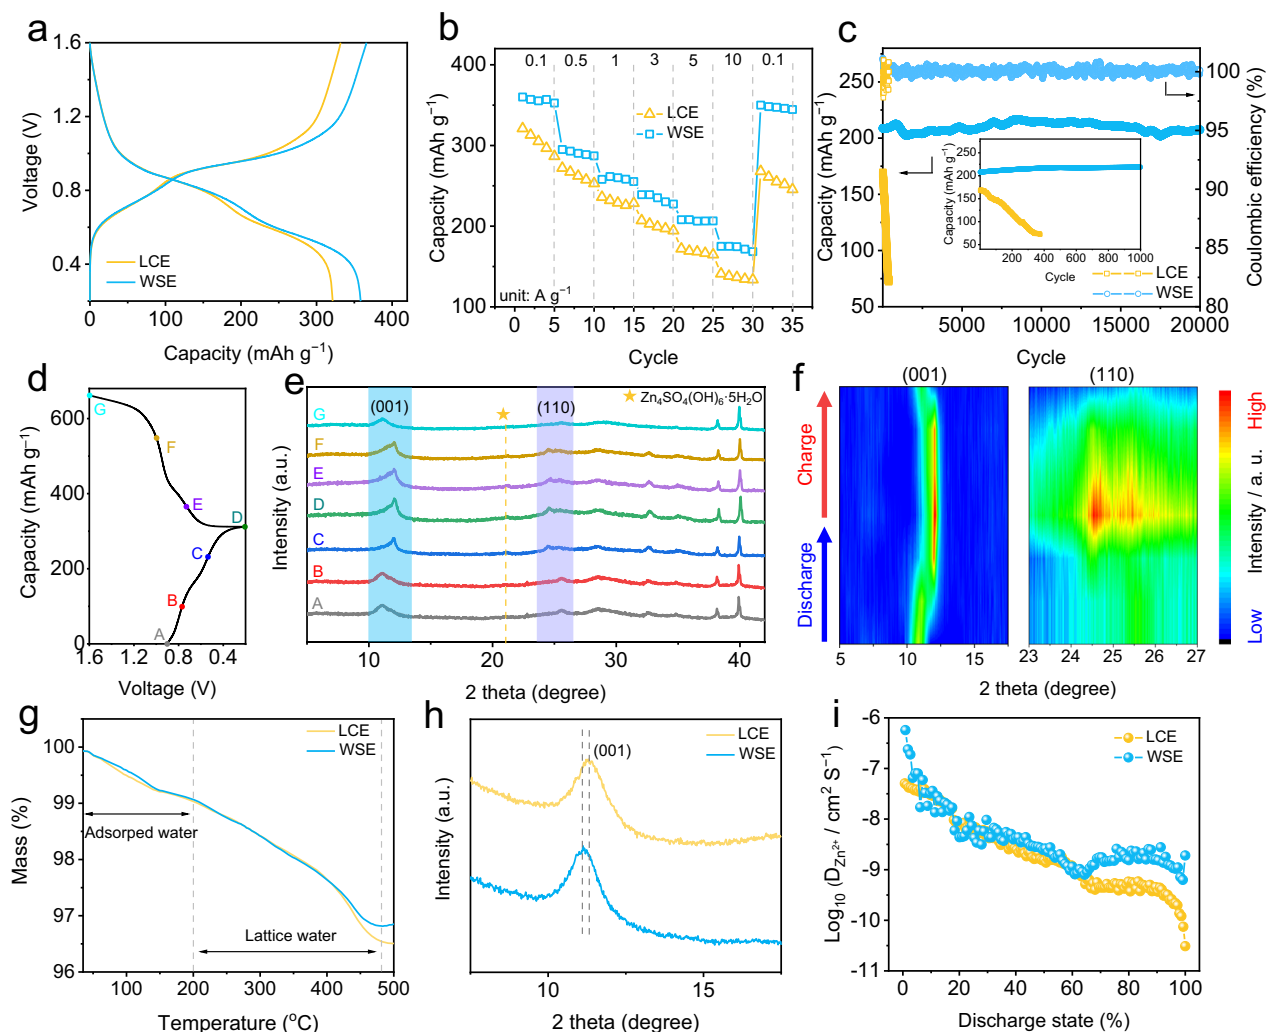 a
1.6
1.2
0.8
0.4
Voltage (V)
LCE
WSE
0 100 200 300 400
Capacity (mAh g⁻¹)
b
0.1 0.5 1 3 5 10 0.1
400
300
200
100
Capacity (mAh g⁻¹)
LCE
WSE
unit: A g⁻¹
0 5 10 15 20 25 30 35
Cycle
c
250
200
150
100
50
Capacity (mAh g⁻¹)
100
95
90
85
80
Coulombic efficiency (%)
250
200
150
100
50
Capacity (mAh g⁻¹)
200 400 600 800 1000
Cycle
LCE
WSE
5000 10000 15000 20000
Cycle
d
600
400
200
0
Capacity (mAh g⁻¹)
G
F
E
D
C
B
A
1.6 1.2 0.8 0.4
Voltage (V)
e
(001)
(110)
Zn₄SO₄(OH)₆·5H₂O
G
F
E
D
C
B
A
Intensity (a.u.)
10 20 30 40
2 theta (degree)
f
(001)
(110)
Charge
Discharge
5 10 15
23 24 25 26 27
2 theta (degree)
High
Intensity / a. u.
Low
g
100
99
98
97
96
Mass (%)
LCE
WSE
Adsorped water
Lattice water
100 200 300 400 500
Temperature (°C)
h
LCE
WSE
(001)
Intensity (a.u.)
10 15
2 theta (degree)
i
-6
-7
-8
-9
-10
-11
Log₁₀ (D_Zn²⁺ / cm² S⁻¹)
LCE
WSE
0 20 40 60 80 100
Discharge state (%)